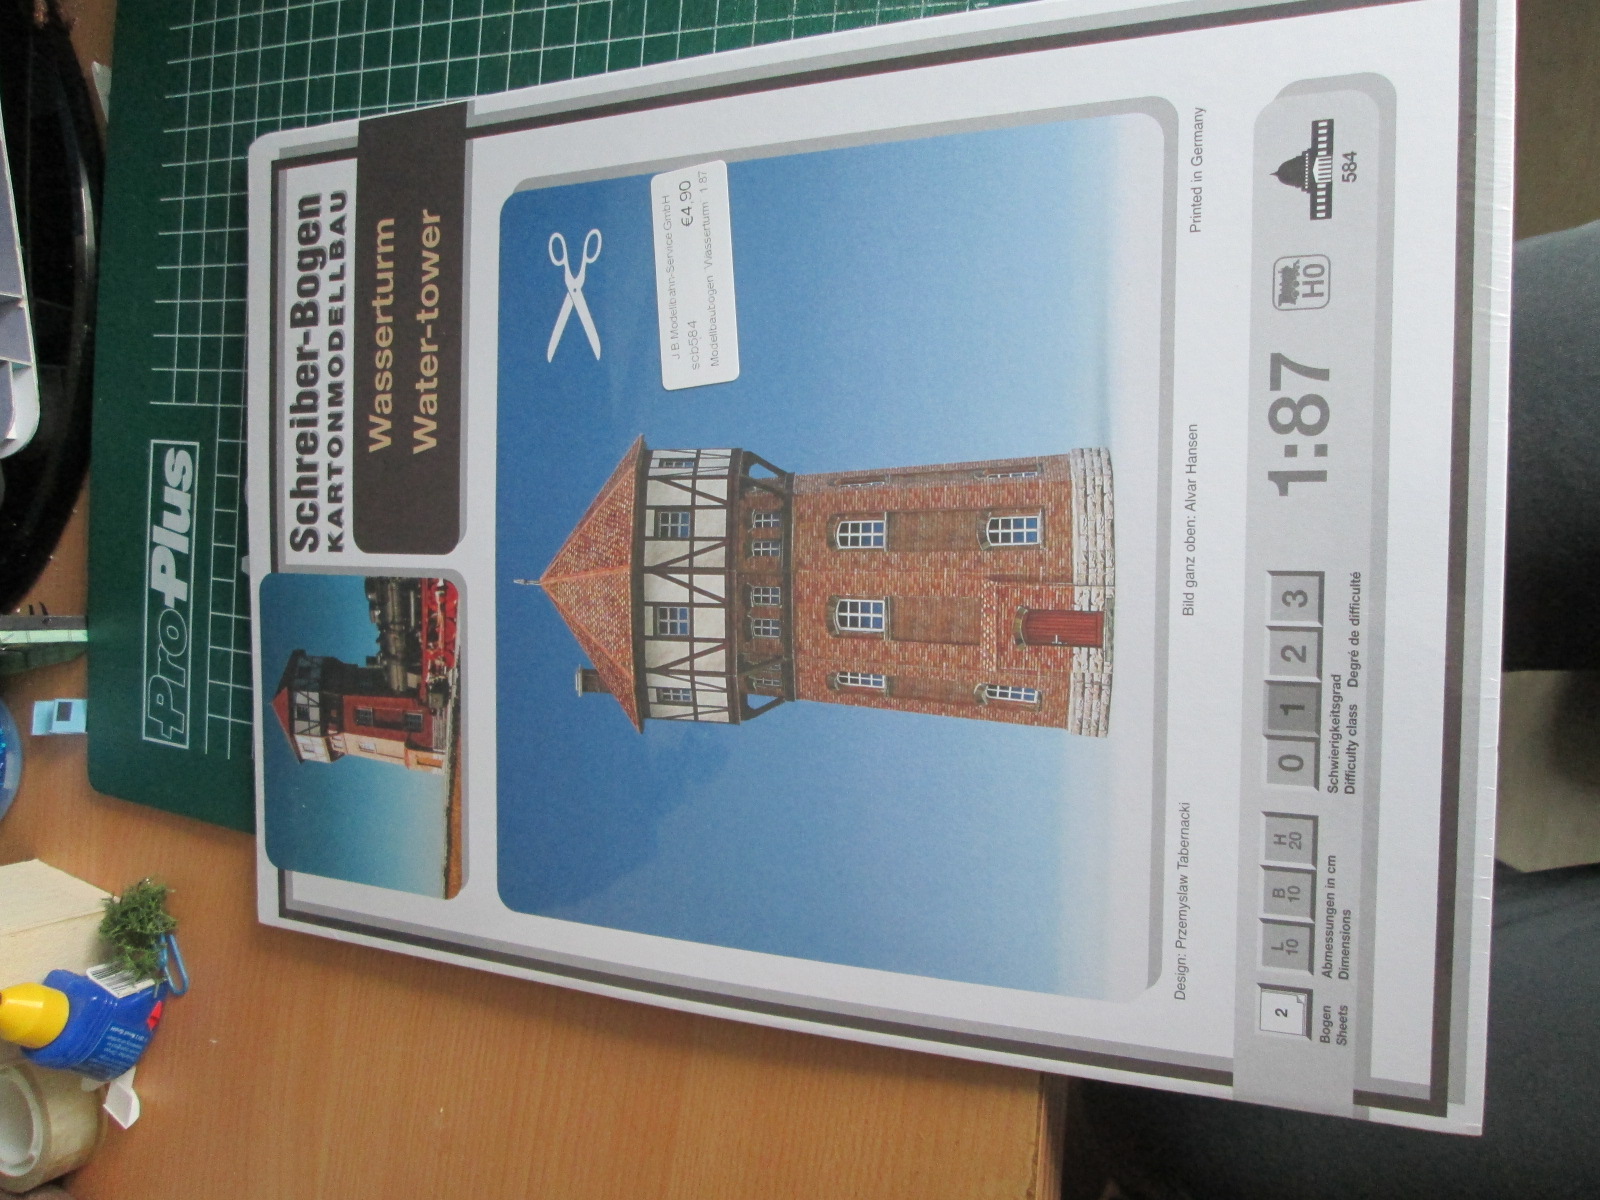 Schreiber-Bogen
KARTONMODELLBAU
Wasserturm
Water-tower
J.B.Modellbahn-Service GmbH
scb584 €4,90
Modellbaubogen Wasserturm 1:87
Design: Przemyslaw Tabernacki
Bild ganz oben: Alvar Hansen
Printed in Germany
2
Bogen
Sheets
L
10
B
10
H
20
Abmessungen in cm
Dimensions
0 1 2 3
Schwierigkeitsgrad
Difficulty class Degré de difficulté
1:87
H0
584
ProPlus